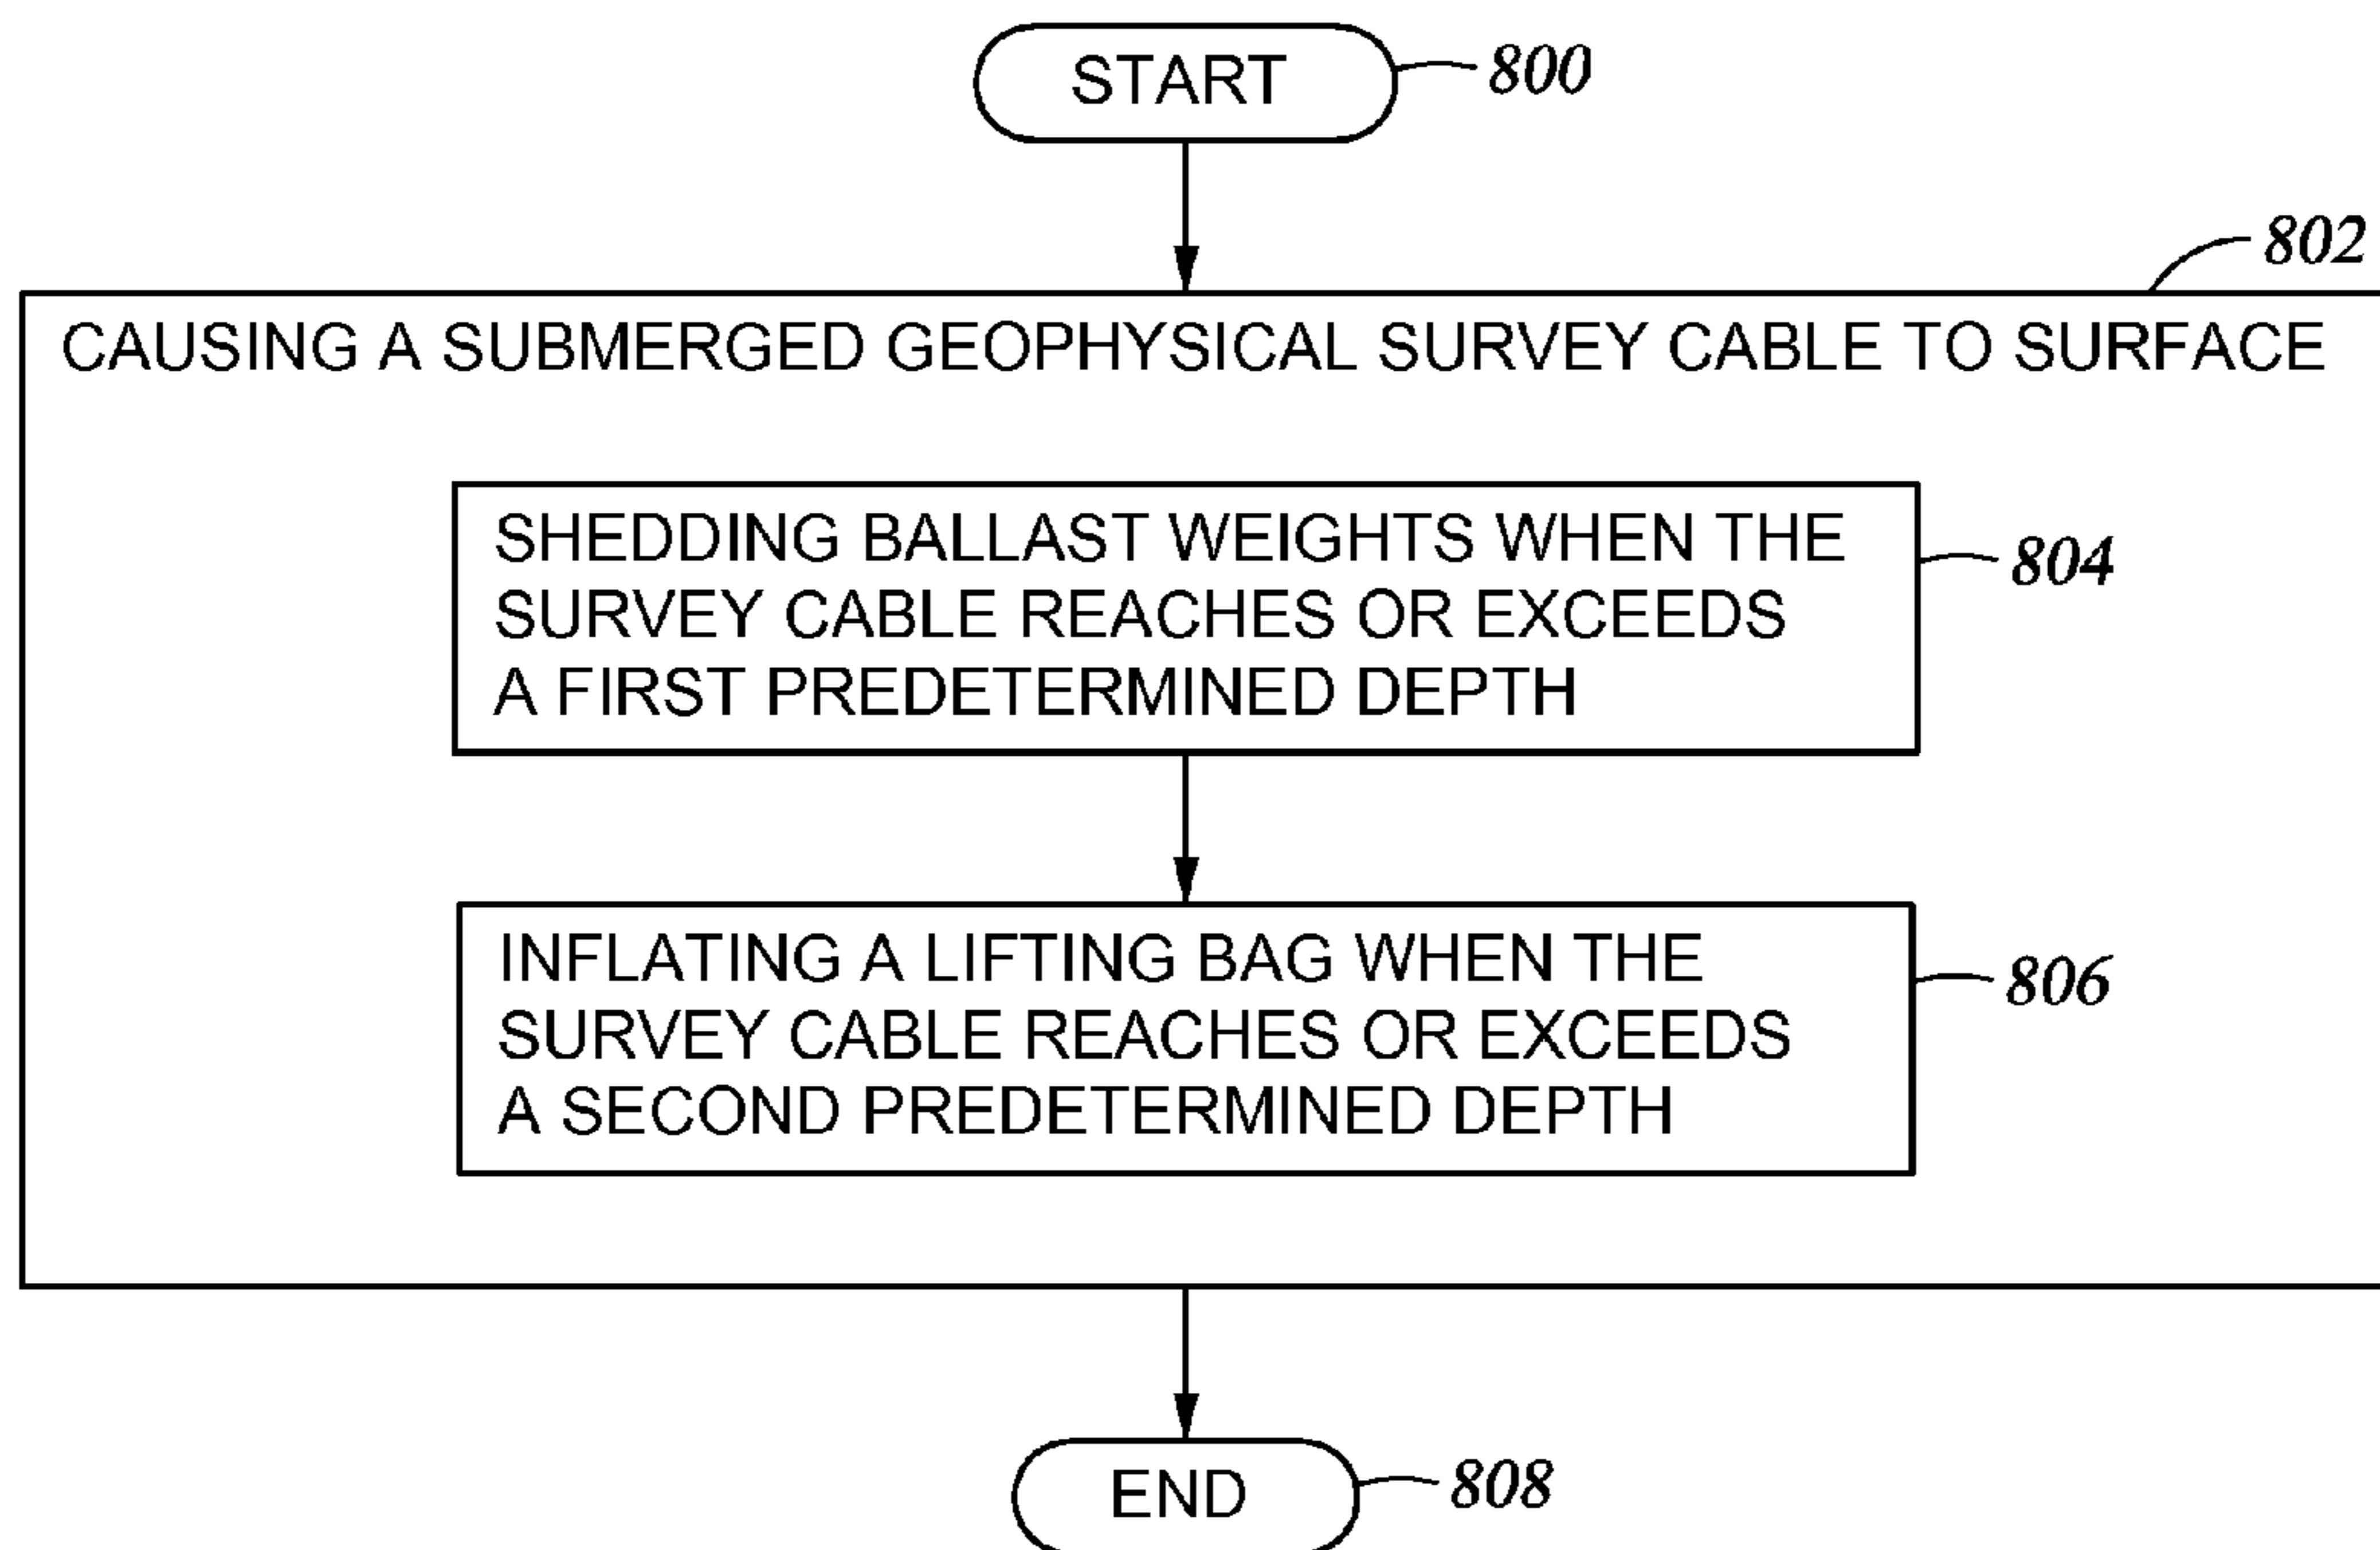 START
800
802
CAUSING A SUBMERGED GEOPHYSICAL SURVEY CABLE TO SURFACE
SHEDDING BALLAST WEIGHTS WHEN THE
SURVEY CABLE REACHES OR EXCEEDS
A FIRST PREDETERMINED DEPTH
804
INFLATING A LIFTING BAG WHEN THE
SURVEY CABLE REACHES OR EXCEEDS
A SECOND PREDETERMINED DEPTH
806
END
808